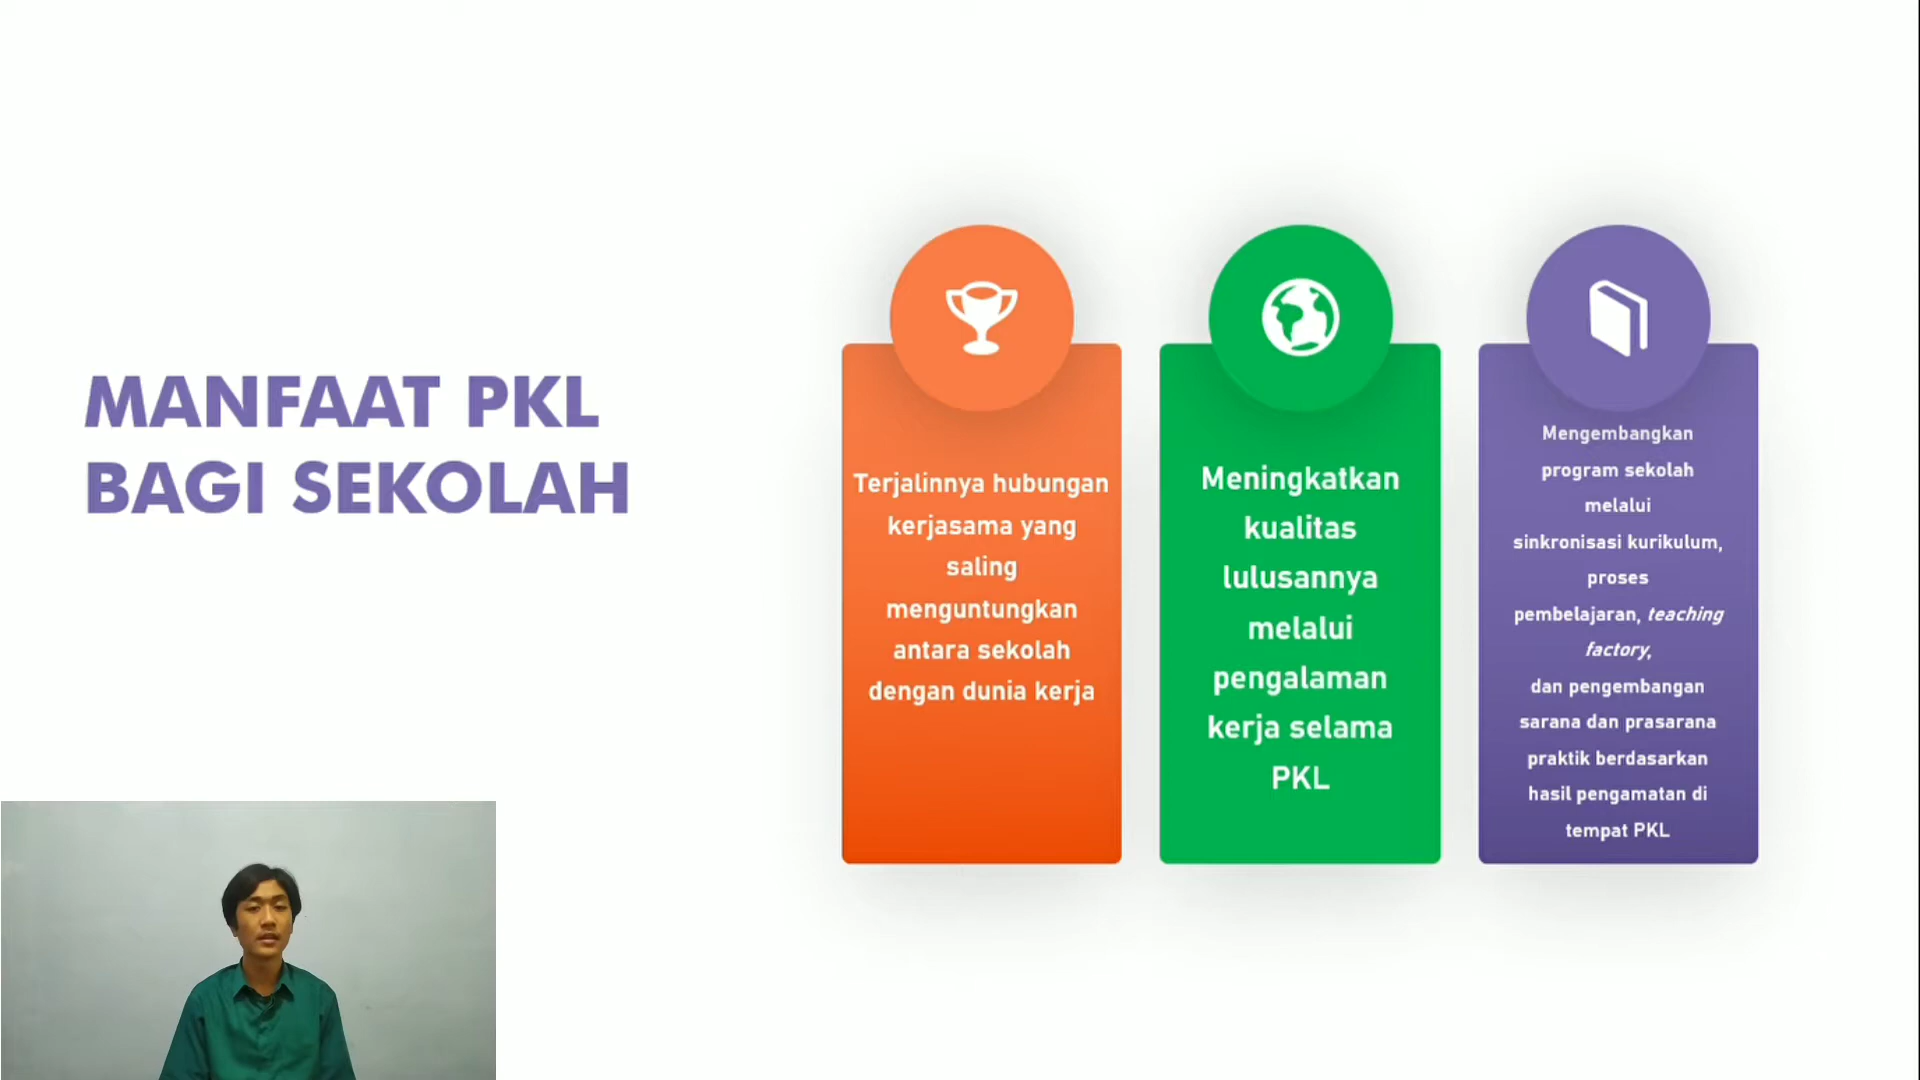 MANFAAT PKL
BAGI SEKOLAH
Terjalinnya hubungan
kerjasama yang
saling
menguntungkan
antara sekolah
dengan dunia kerja
Meningkatkan
kualitas
lulusannya
melalui
pengalaman
kerja selama
PKL
Mengembangkan
program sekolah
melalui
sinkronisasi kurikulum,
proses
pembelajaran, teaching
factory,
dan pengembangan
sarana dan prasarana
praktik berdasarkan
hasil pengamatan di
tempat PKL